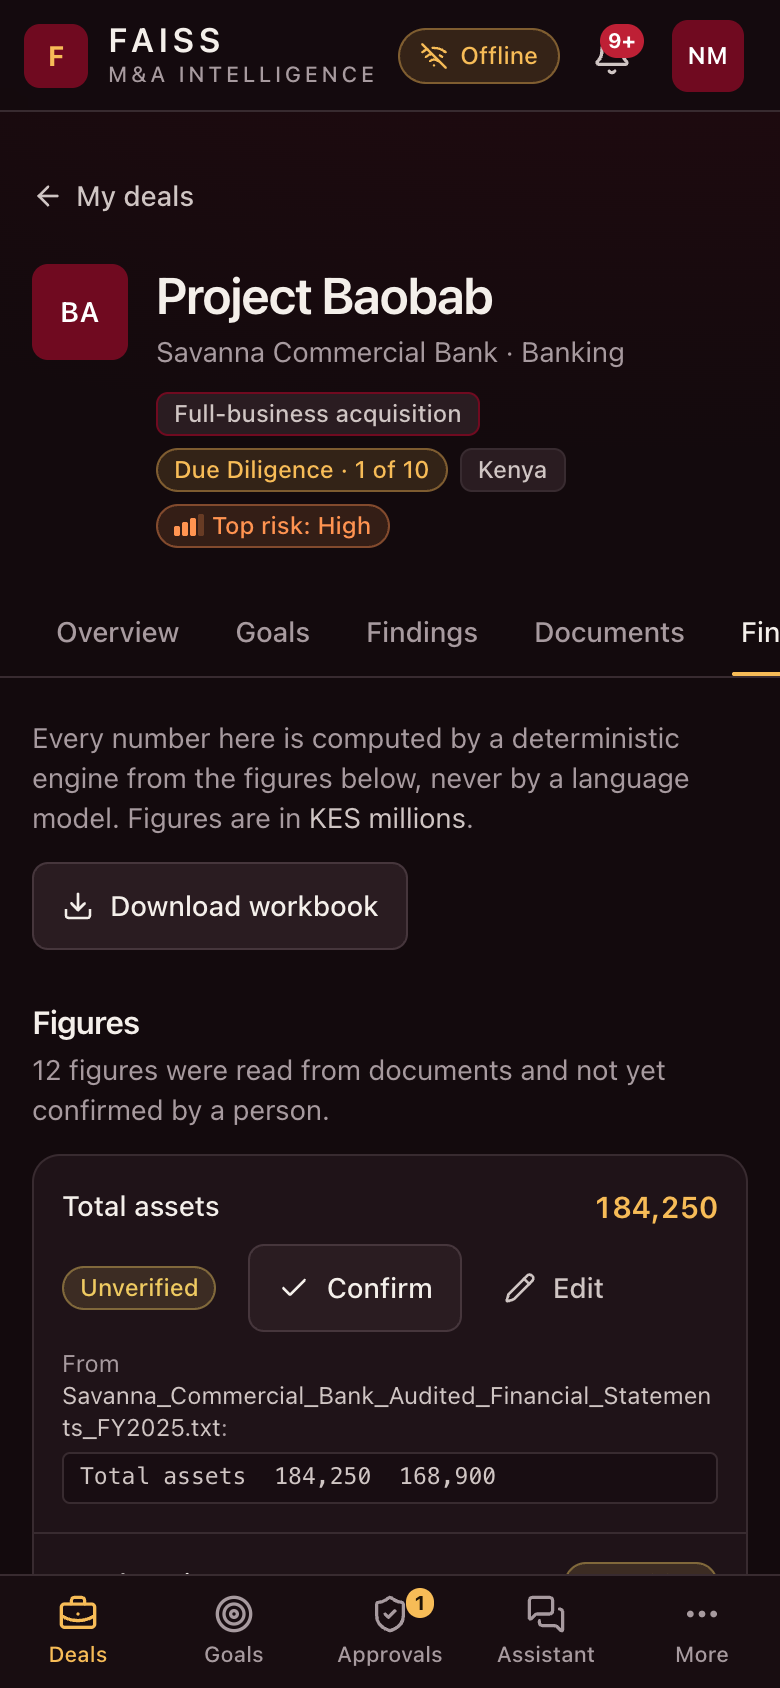 F
FAISS
M&A INTELLIGENCE
Offline
9+
NM
My deals
BA
Project Baobab
Savanna Commercial Bank · Banking
Full-business acquisition
Due Diligence · 1 of 10
Kenya
Top risk: High
Overview Goals Findings Documents Fin
Every number here is computed by a deterministic
engine from the figures below, never by a language
model. Figures are in KES millions.
Download workbook
Figures
12 figures were read from documents and not yet
confirmed by a person.
Total assets 184,250
Unverified Confirm Edit
From
Savanna_Commercial_Bank_Audited_Financial_Statemen
ts_FY2025.txt:
Total assets 184,250 168,900
1
Deals Goals Approvals Assistant More